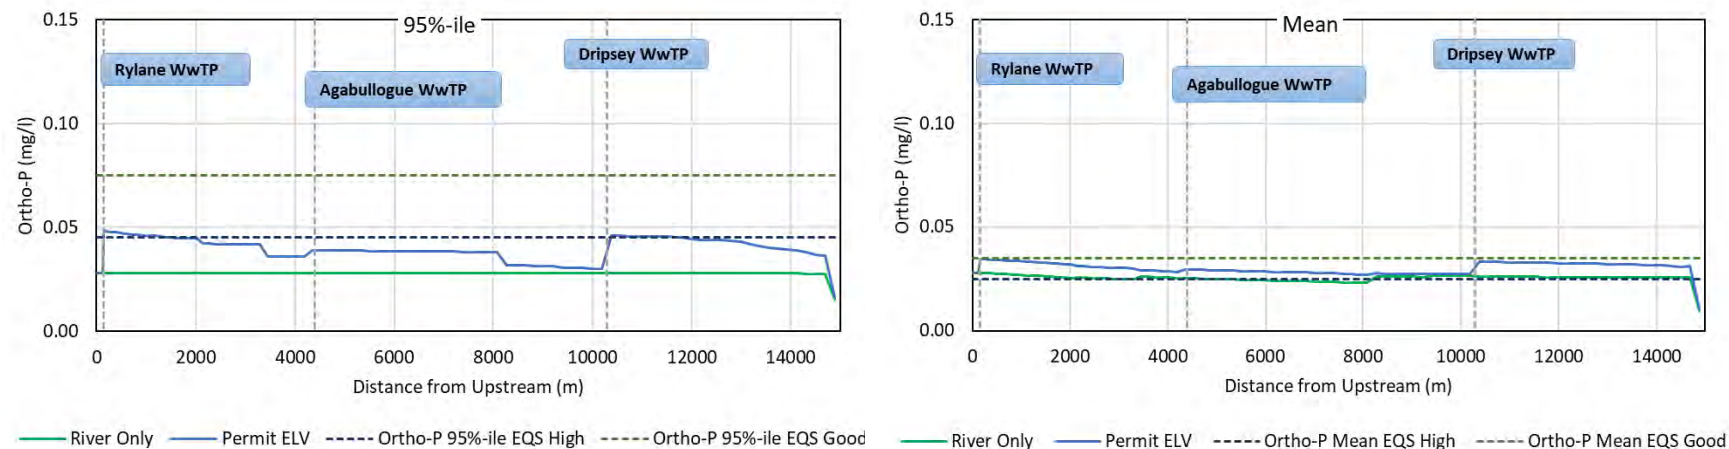 95%-ile
0.15
0.10
0.05
0.00
Ortho-P (mg/l)
Rylane WwTP
Agabullogue WwTP
Dripsey WwTP
0 2000 4000 6000 8000 10000 12000 14000
Distance from Upstream (m)
River Only Permit ELV Ortho-P 95%-ile EQS High Ortho-P 95%-ile EQS Good
Mean
0.15
0.10
0.05
0.00
Ortho-P (mg/l)
Rylane WwTP
Agabullogue WwTP
Dripsey WwTP
0 2000 4000 6000 8000 10000 12000 14000
Distance from Upstream (m)
River Only Permit ELV Ortho-P Mean EQS High Ortho-P Mean EQS Good